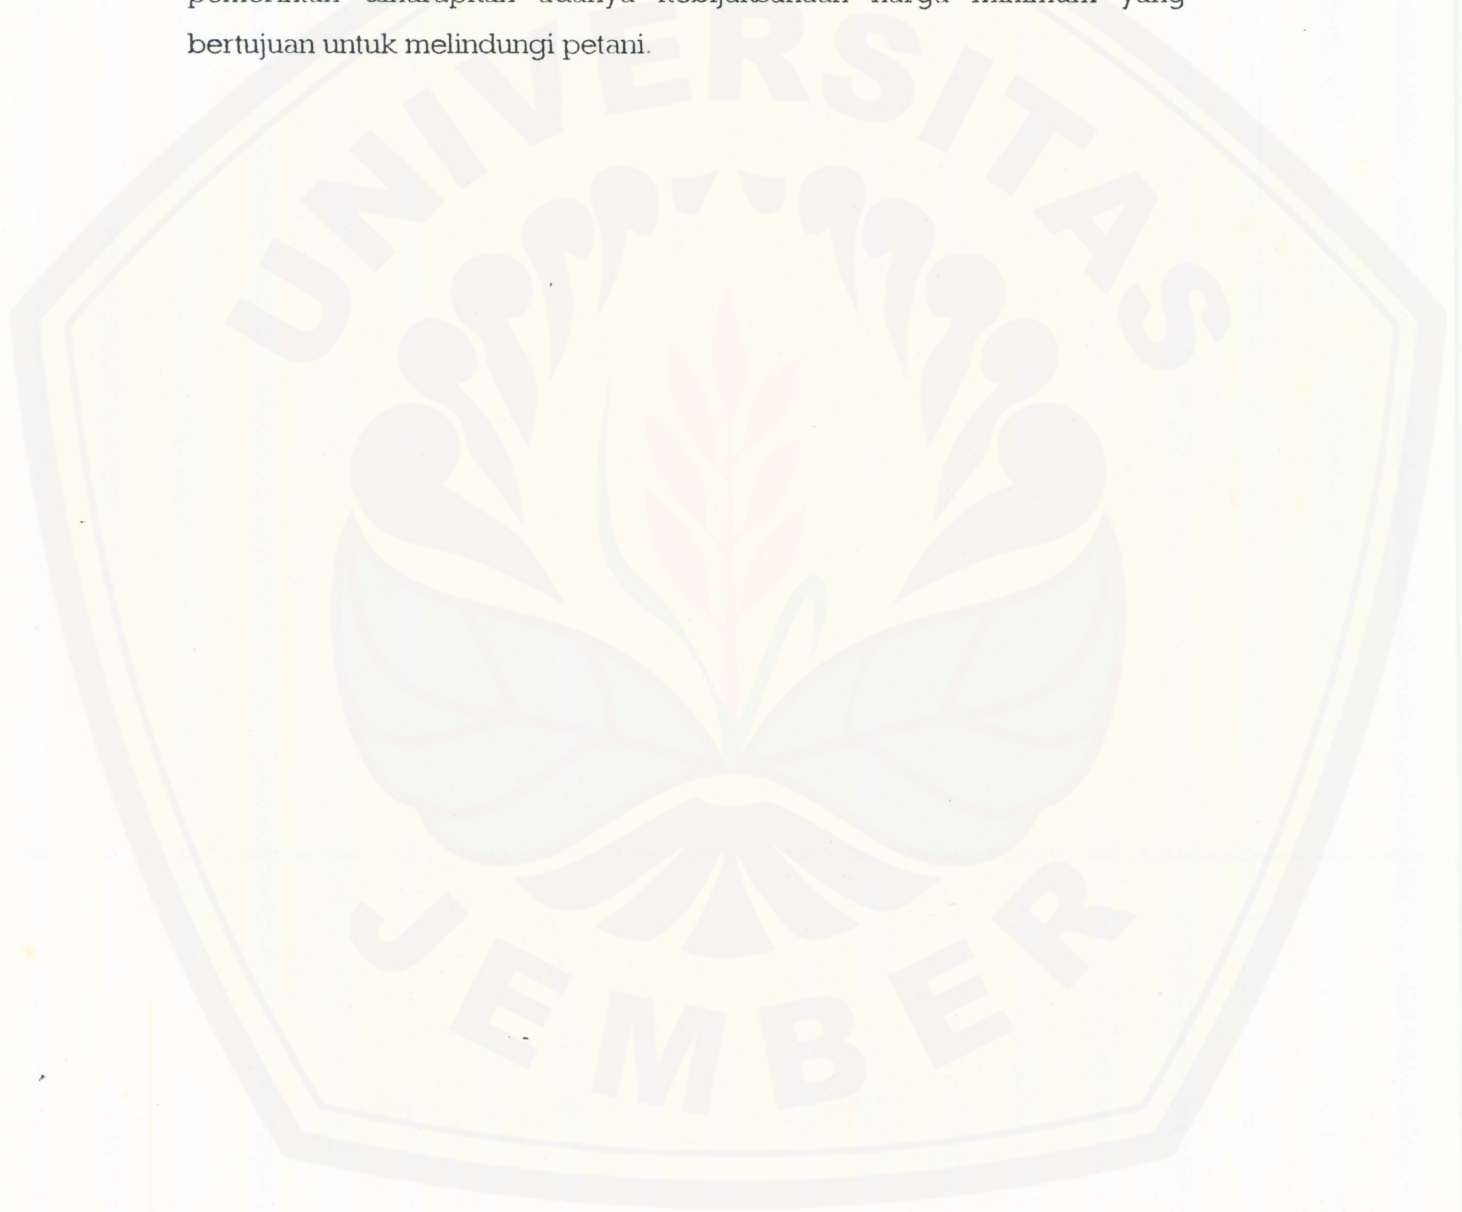 pemerintah diharapkan adanya kebijaksanaan harga minimum yang
bertujuan untuk melindungi petani.
UNIVERSITAS
JEMBER